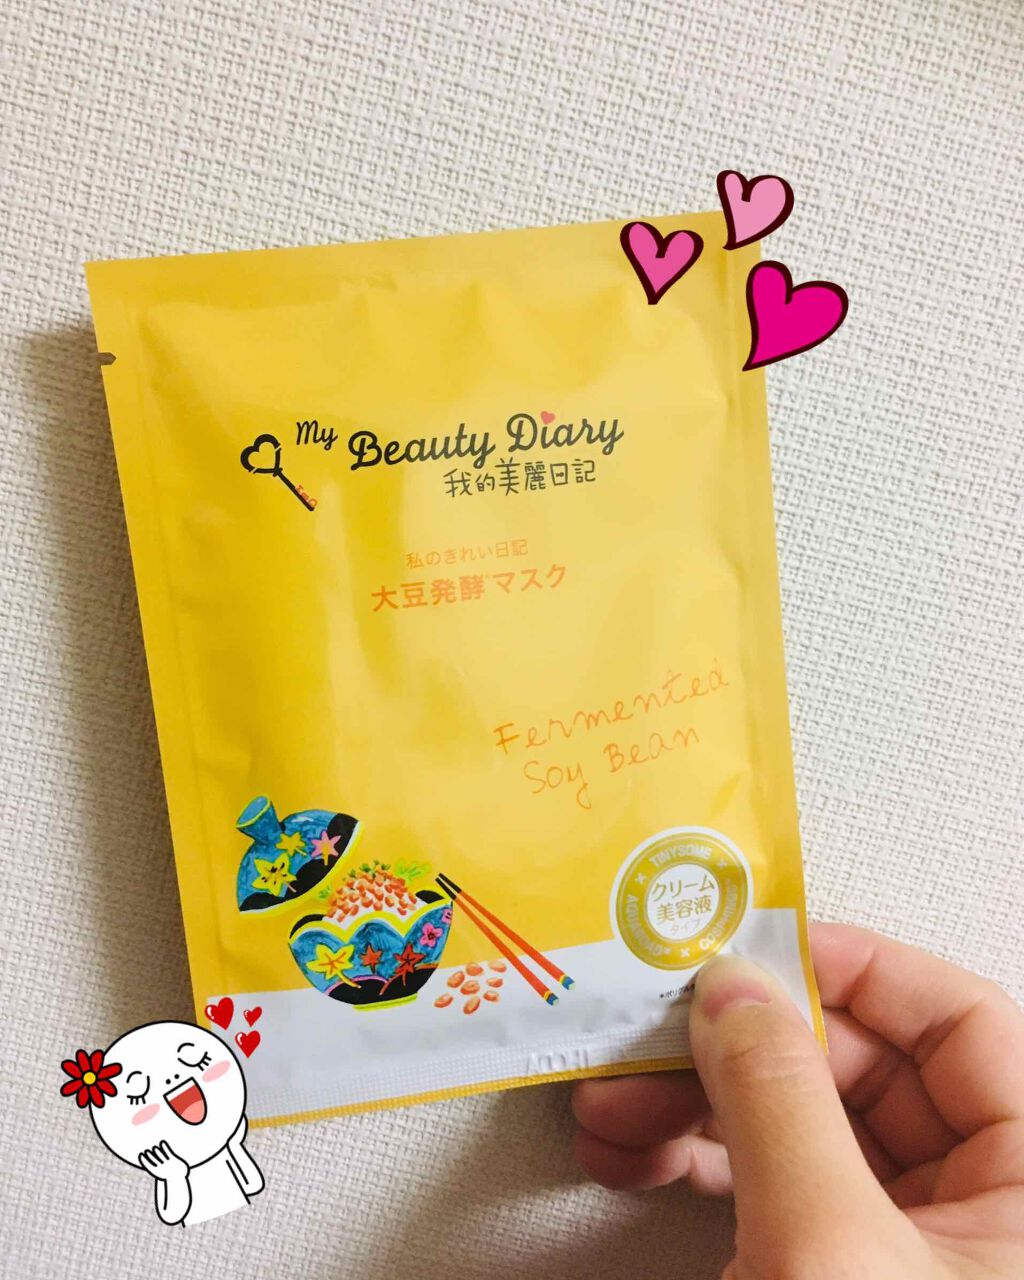 My Beauty Diary
我的美麗日記
私のきれい日記
大豆発酵*マスク
Fermented
Soy Bean
TINYSOME
クリーム
美容液
タイプ